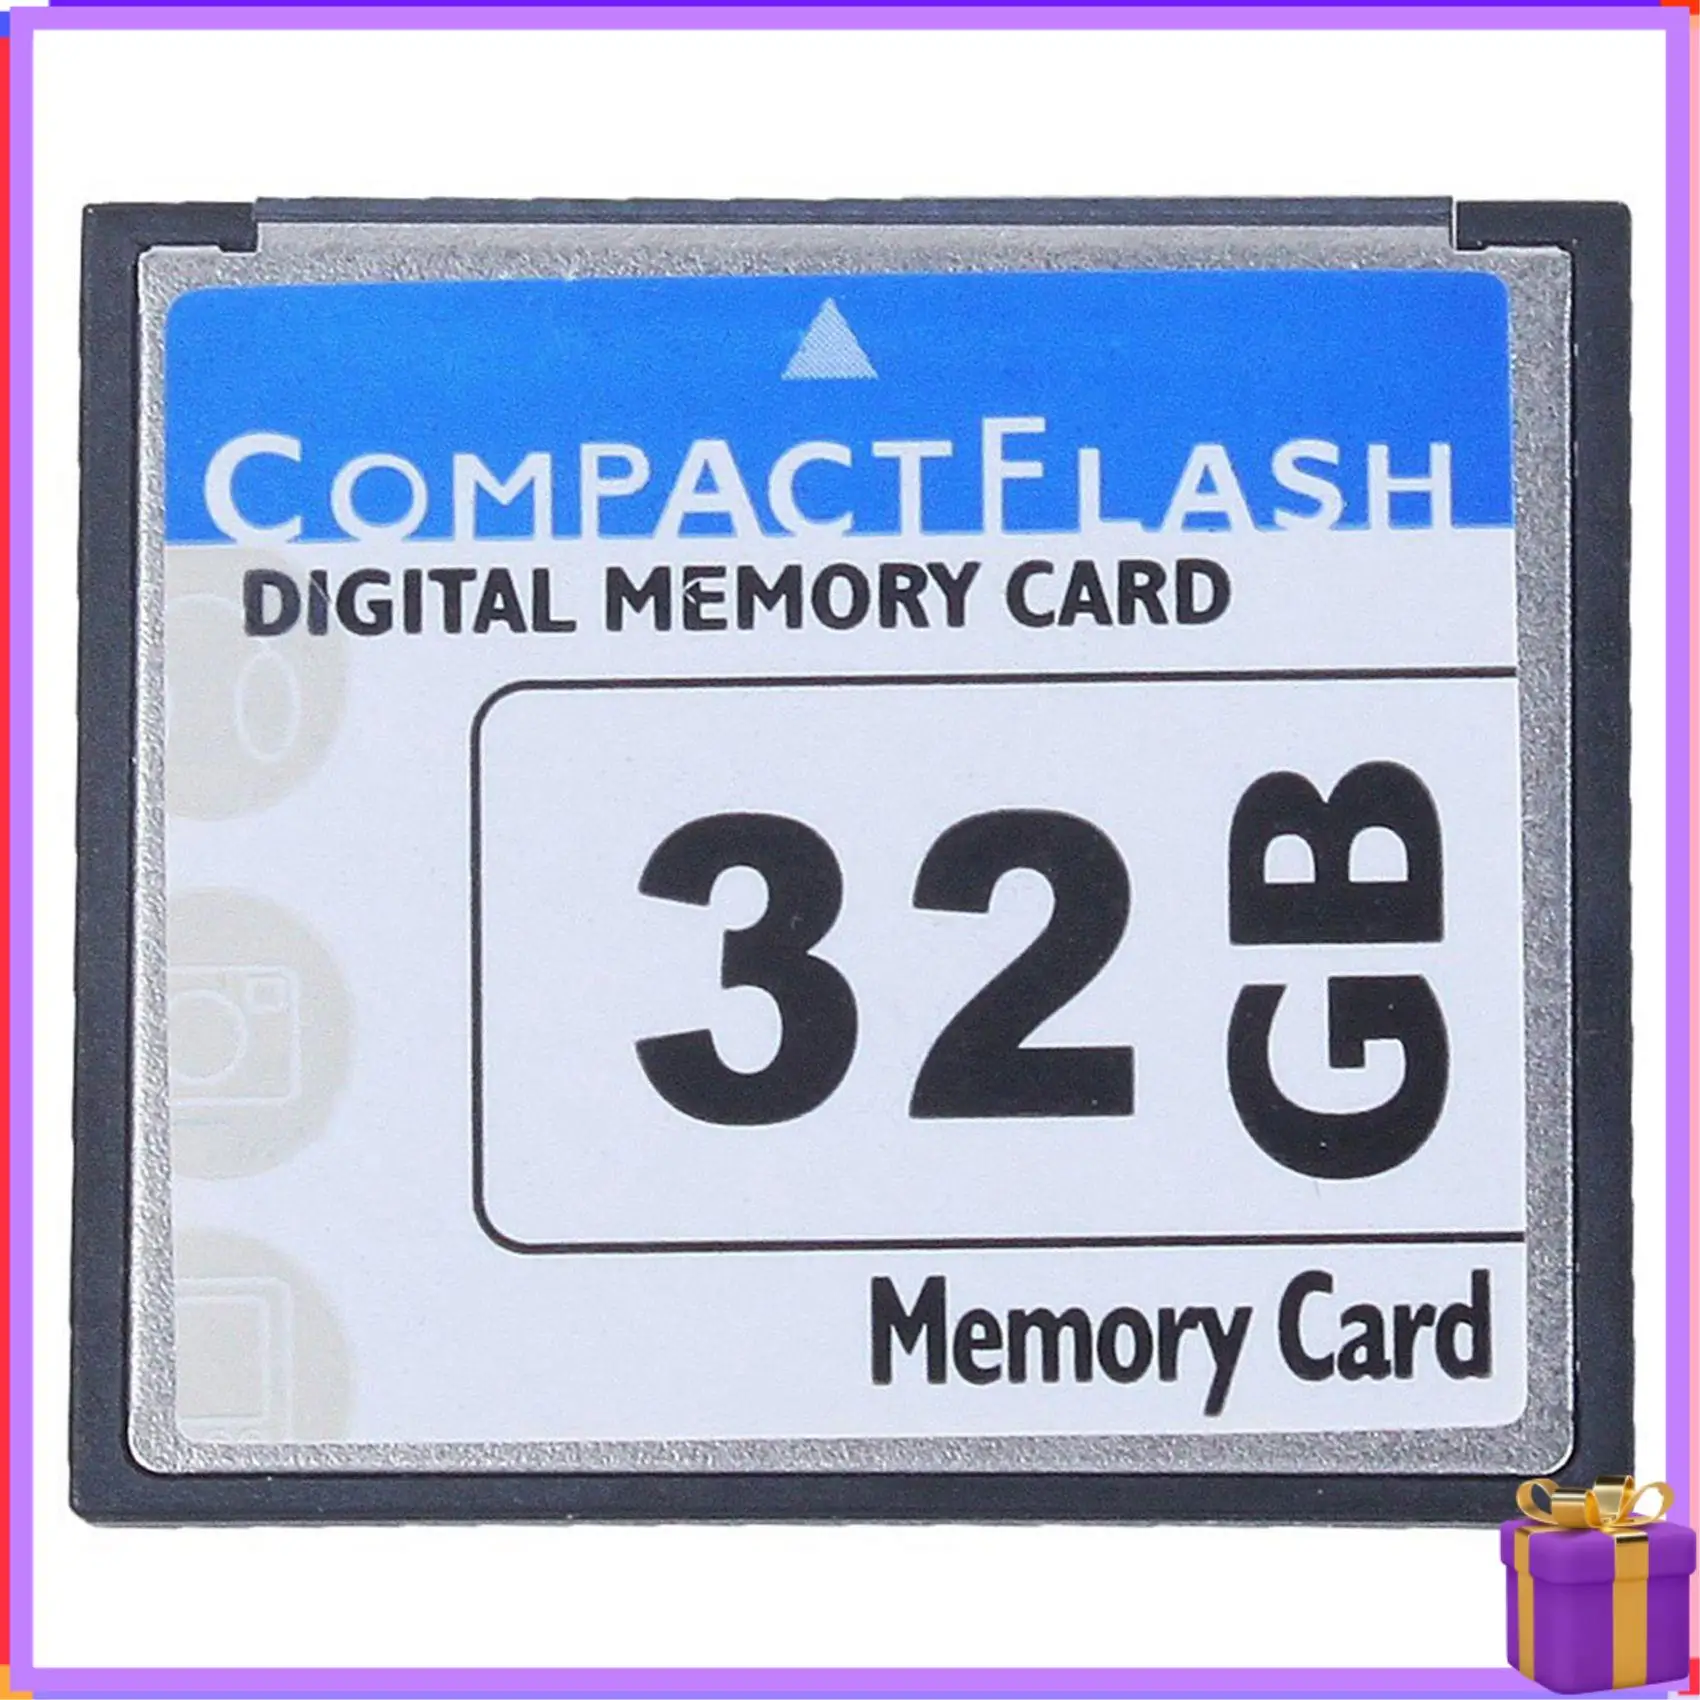 COMPACTFLASH
DIGITAL MEMORY CARD
32 GB
Memory Card